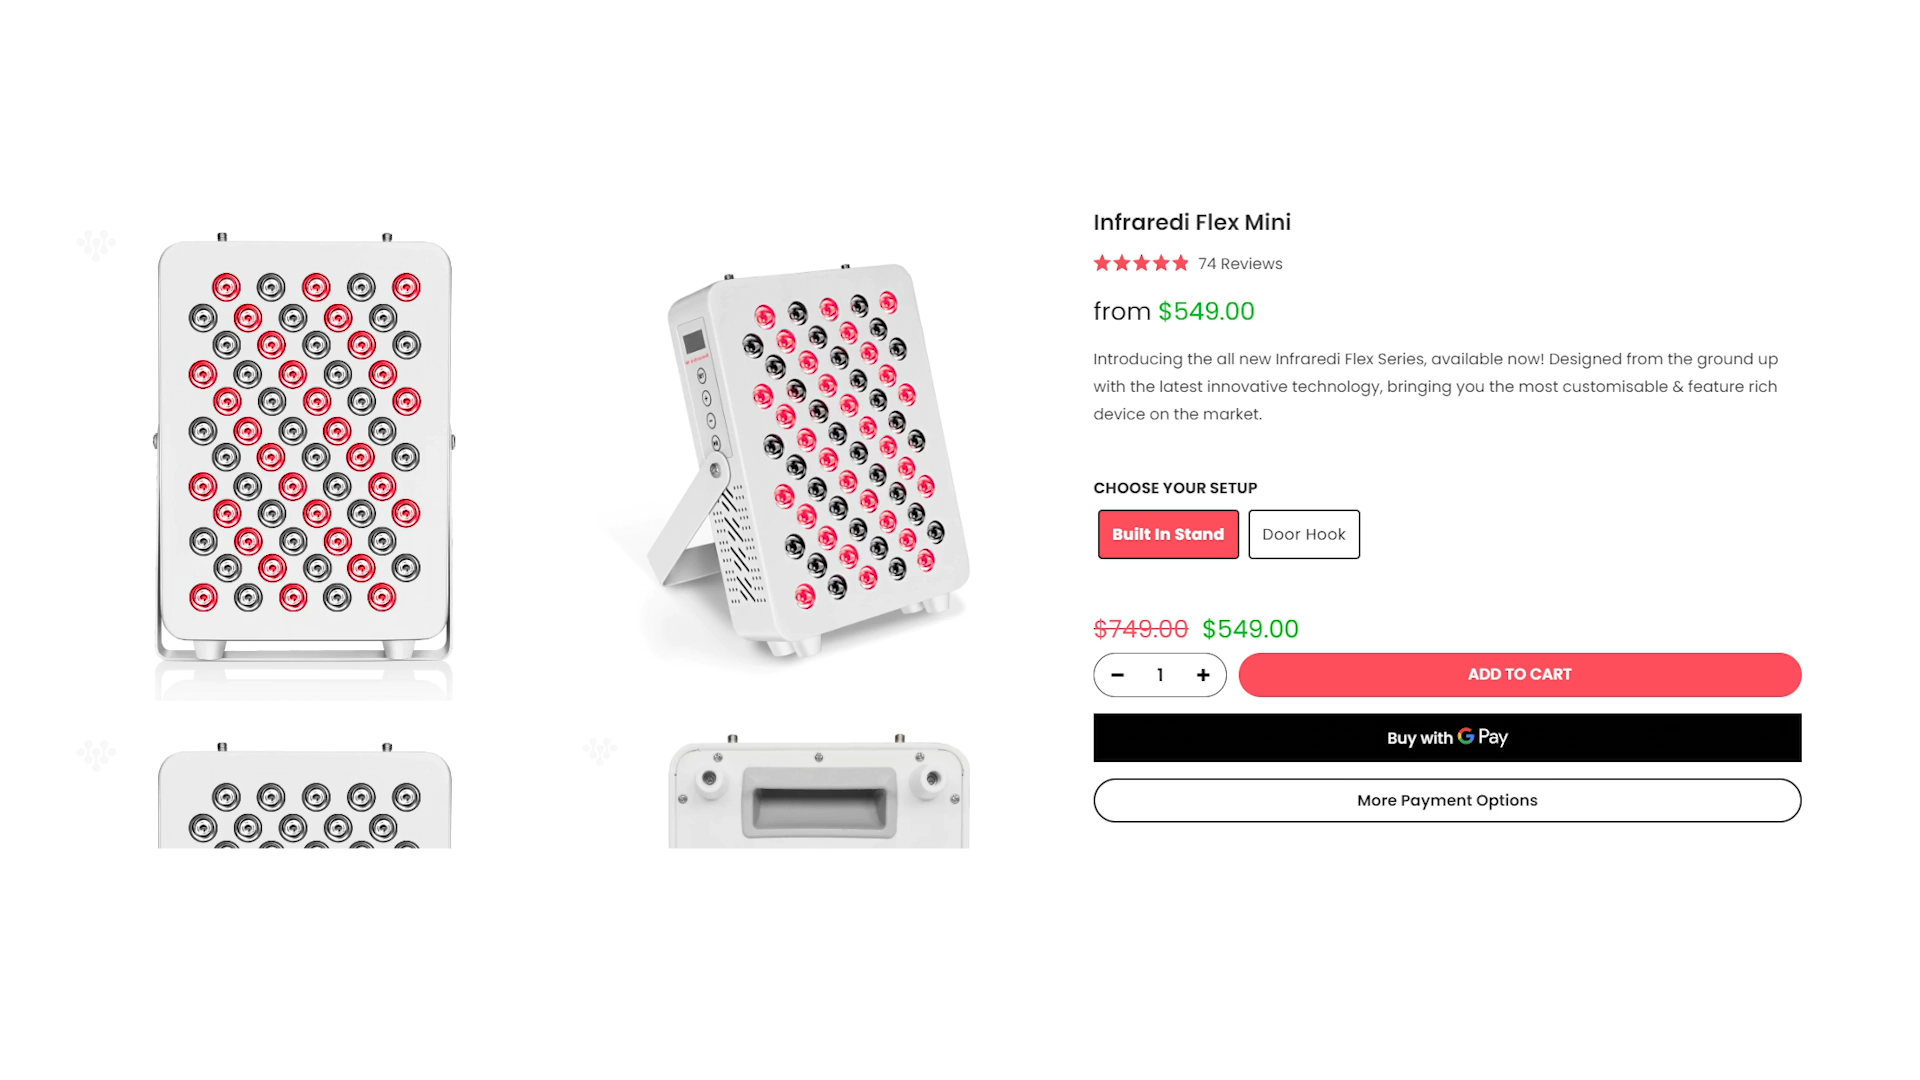 Infraredi Flex Mini
74 Reviews
from $549.00
Introducing the all new Infraredi Flex Series, available now! Designed from the ground up
with the latest innovative technology, bringing you the most customisable & feature rich
device on the market.
CHOOSE YOUR SETUP
Built In Stand
Door Hook
$749.00 $549.00
− 1 +
ADD TO CART
Buy with G Pay
More Payment Options